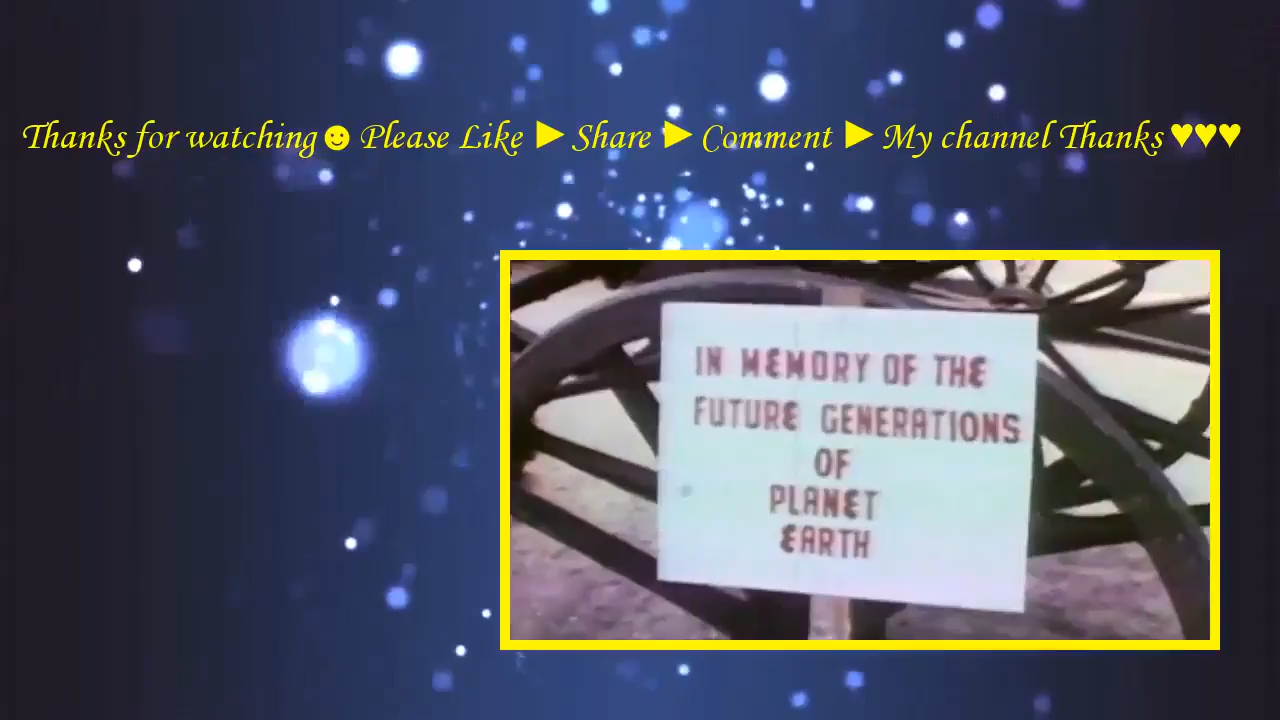 Thanks for watching☻Please Like ► Share ► Comment ► My channel Thanks ♥♥♥
IN MEMORY OF THE
FUTURE GENERATIONS
OF
PLANET
EARTH